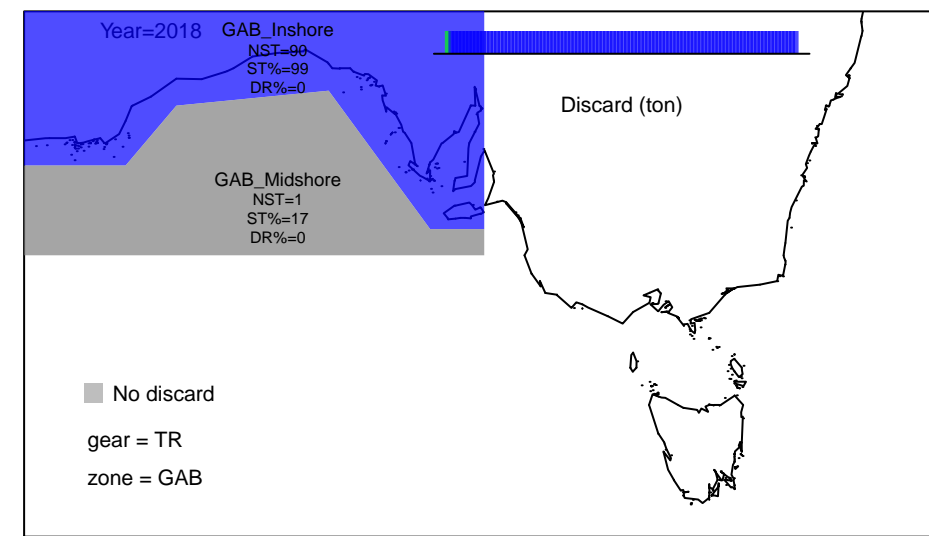 Year=2018
GAB_Inshore
NST=90
ST%=99
DR%=0
Discard (ton)
GAB_Midshore
NST=1
ST%=17
DR%=0
No discard
gear = TR
zone = GAB